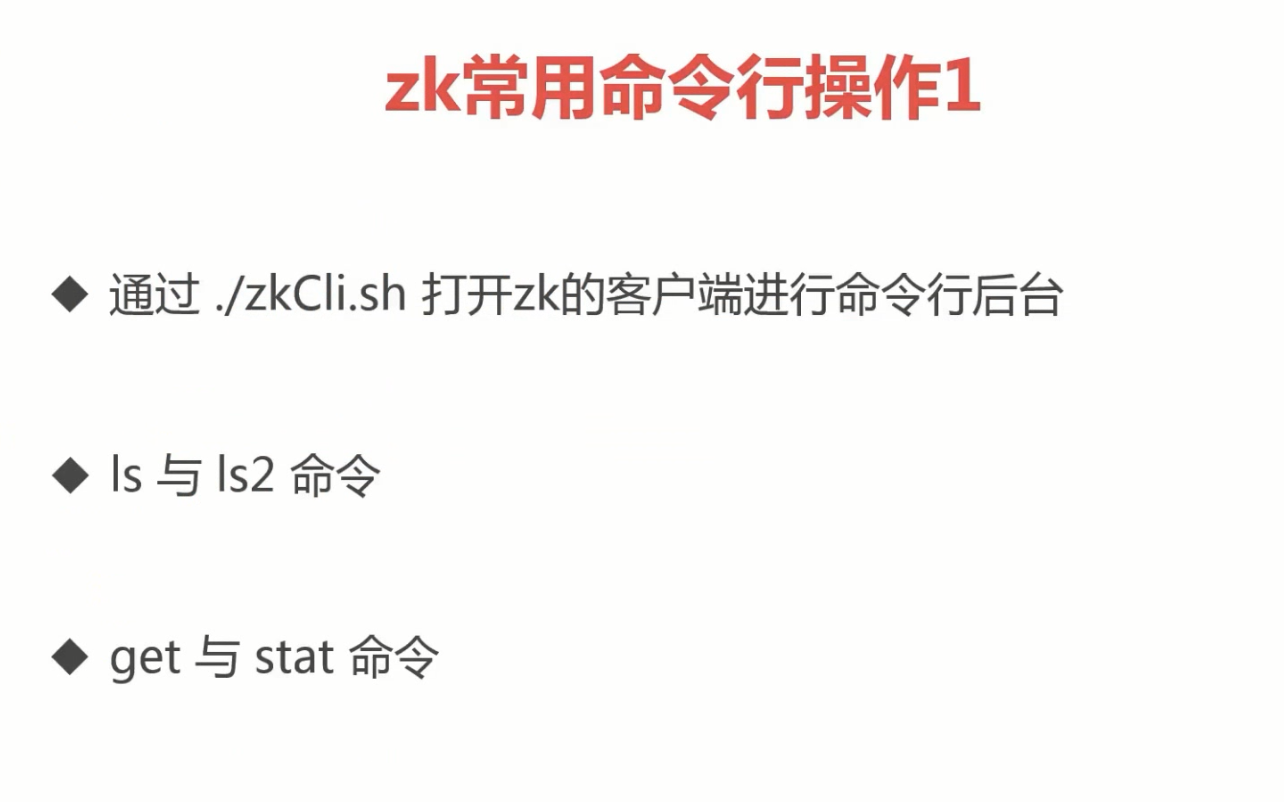 zk常用命令行操作1
◆ 通过 ./zkCli.sh 打开zk的客户端进行命令行后台
◆ ls 与 ls2 命令
◆ get 与 stat 命令